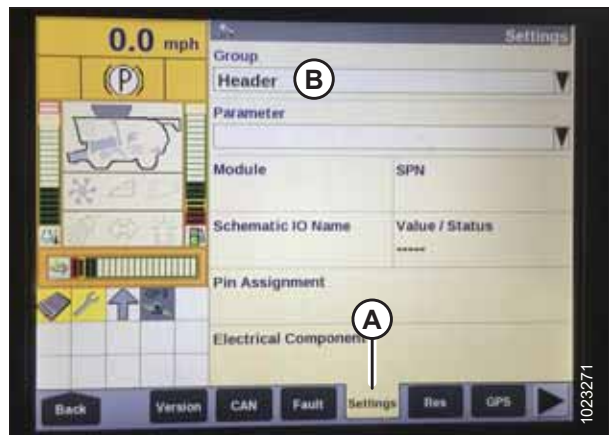 0.0 mph
Settings
Group
(P)
Header
B
Parameter
Module
SPN
Schematic IO Name
Value / Status
-----
Pin Assignment
A
Electrical Component
Back
Version
CAN
Fault
Settings
Res
GPS
1023271